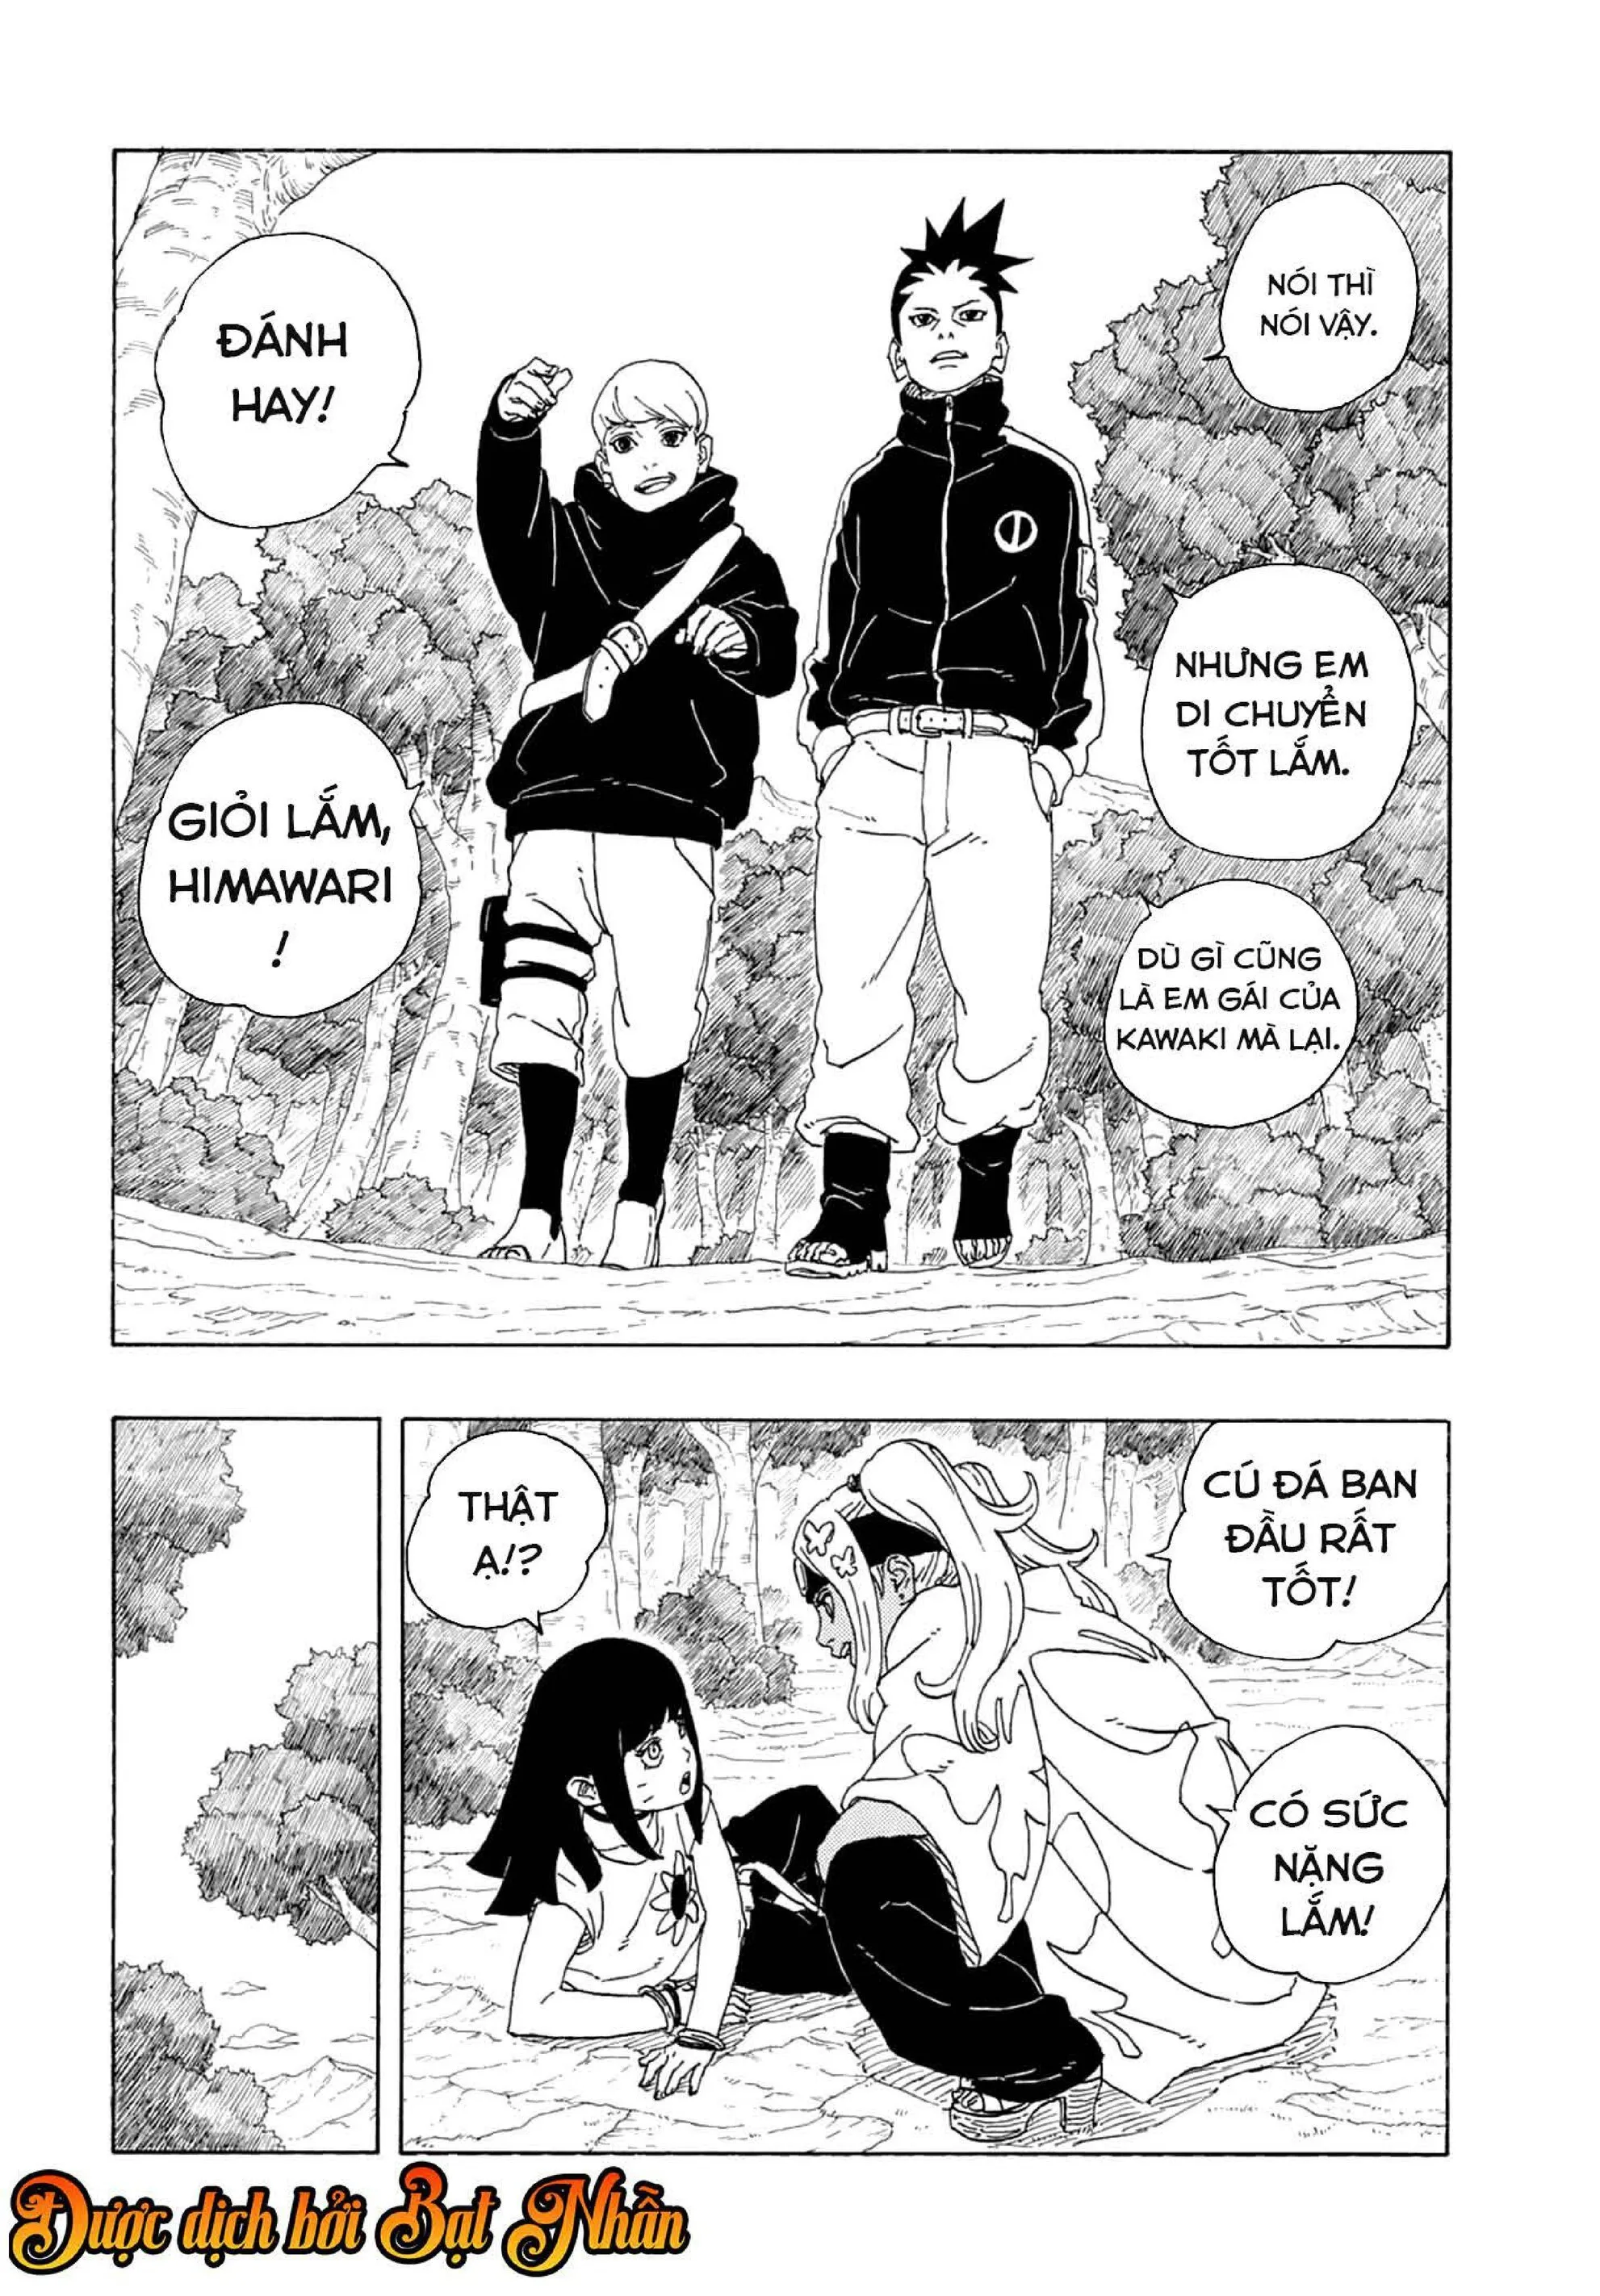 NÓI THÌ
NÓI VẬY.
NHƯNG EM
DI CHUYỂN
TỐT LẮM.
DÙ GÌ CŨNG
LÀ EM GÁI CỦA
KAWAKI MÀ LẠI.
ĐÁNH
HAY!
GIỎI LẮM,
HIMAWARI
!
CÚ ĐÁ BAN
ĐẦU RẤT
TỐT!
CÓ SỨC
NẶNG
LẮM!
THẬT
Ạ!?
Được dịch bởi Bạt Nhẫn